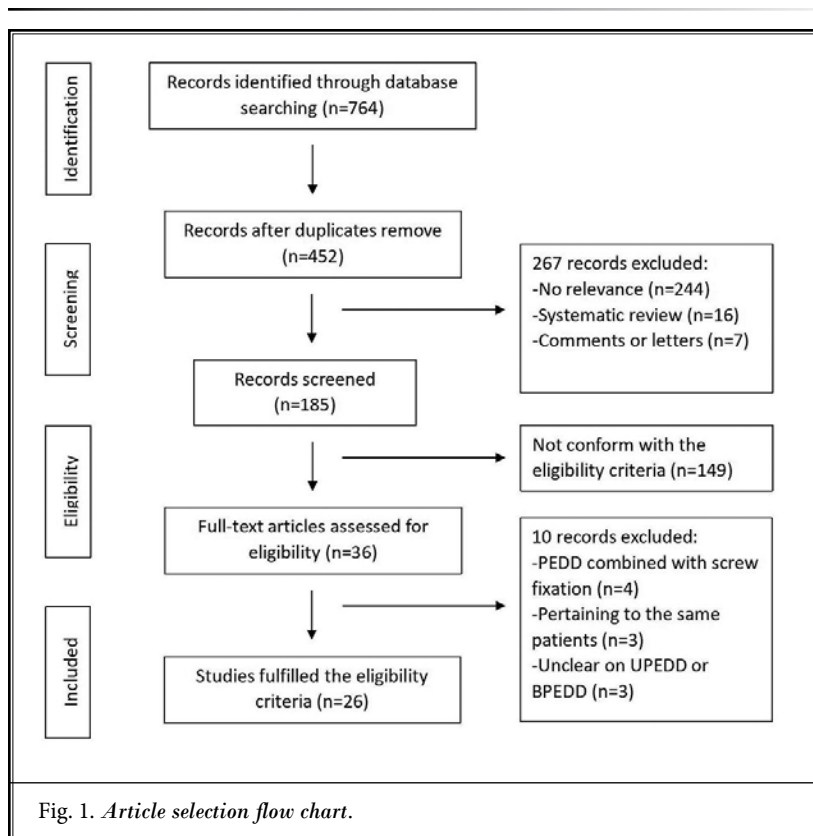 Identification
Records identified through database
searching (n=764)
Records after duplicates remove
(n=452)
Screening
267 records excluded:
-No relevance (n=244)
-Systematic review (n=16)
-Comments or letters (n=7)
Records screened
(n=185)
Eligibility
Not conform with the
eligibility criteria (n=149)
Full-text articles assessed for
eligibility (n=36)
10 records excluded:
-PEDD combined with screw
fixation (n=4)
-Pertaining to the same
patients (n=3)
-Unclear on UPEDD or
BPEDD (n=3)
Included
Studies fulfilled the eligibility
criteria (n=26)
Fig. 1. Article selection flow chart.